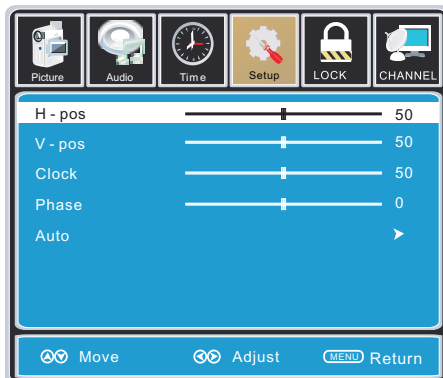 Picture Audio Time Setup LOCK CHANNEL
H - pos 50
V - pos 50
Clock 50
Phase 0
Auto
Move Adjust MENU Return